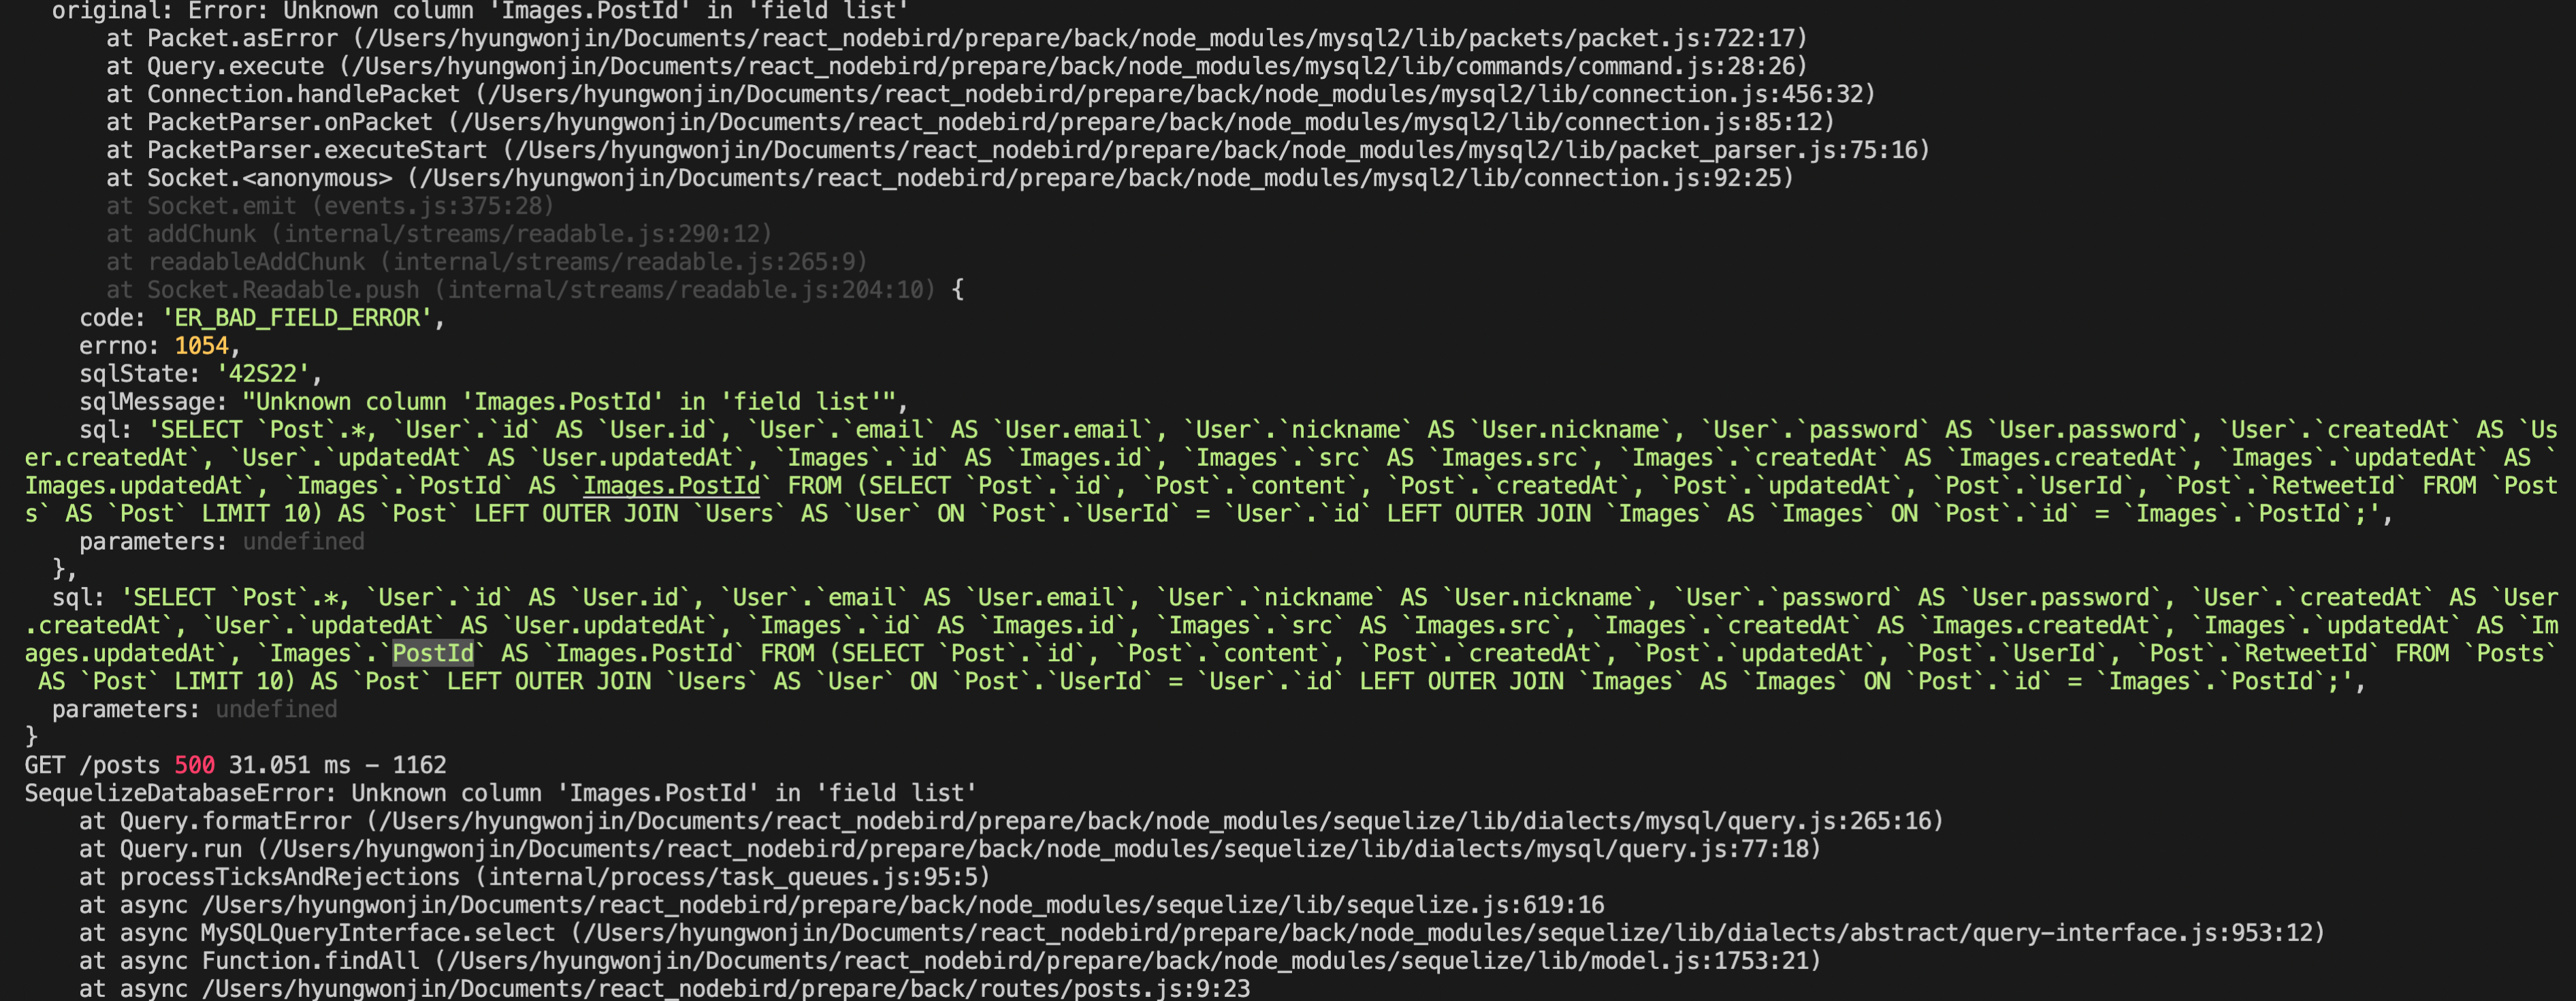 original: Error: Unknown column 'Images.PostId' in 'field list'
at Packet.asError (/Users/hyungwonjin/Documents/react_nodebird/prepare/back/node_modules/mysql2/lib/packets/packet.js:722:17)
at Query.execute (/Users/hyungwonjin/Documents/react_nodebird/prepare/back/node_modules/mysql2/lib/commands/command.js:28:26)
at Connection.handlePacket (/Users/hyungwonjin/Documents/react_nodebird/prepare/back/node_modules/mysql2/lib/connection.js:456:32)
at PacketParser.onPacket (/Users/hyungwonjin/Documents/react_nodebird/prepare/back/node_modules/mysql2/lib/connection.js:85:12)
at PacketParser.executeStart (/Users/hyungwonjin/Documents/react_nodebird/prepare/back/node_modules/mysql2/lib/packet_parser.js:75:16)
at Socket.<anonymous> (/Users/hyungwonjin/Documents/react_nodebird/prepare/back/node_modules/mysql2/lib/connection.js:92:25)
at Socket.emit (events.js:375:28)
at addChunk (internal/streams/readable.js:290:12)
at readableAddChunk (internal/streams/readable.js:265:9)
at Socket.Readable.push (internal/streams/readable.js:204:10) {
code: 'ER_BAD_FIELD_ERROR',
errno: 1054,
sqlState: '42S22',
sqlMessage: "Unknown column 'Images.PostId' in 'field list'",
sql: 'SELECT `Post`.*, `User`.`id` AS `User.id`, `User`.`email` AS `User.email`, `User`.`nickname` AS `User.nickname`, `User`.`password` AS `User.password`, `User`.`createdAt` AS `Us
er.createdAt`, `User`.`updatedAt` AS `User.updatedAt`, `Images`.`id` AS `Images.id`, `Images`.`src` AS `Images.src`, `Images`.`createdAt` AS `Images.createdAt`, `Images`.`updatedAt` AS `
Images.updatedAt`, `Images`.`PostId` AS `Images.PostId` FROM (SELECT `Post`.`id`, `Post`.`content`, `Post`.`createdAt`, `Post`.`updatedAt`, `Post`.`UserId`, `Post`.`RetweetId` FROM `Post
s` AS `Post` LIMIT 10) AS `Post` LEFT OUTER JOIN `Users` AS `User` ON `Post`.`UserId` = `User`.`id` LEFT OUTER JOIN `Images` AS `Images` ON `Post`.`id` = `Images`.`PostId`;',
parameters: undefined
},
sql: 'SELECT `Post`.*, `User`.`id` AS `User.id`, `User`.`email` AS `User.email`, `User`.`nickname` AS `User.nickname`, `User`.`password` AS `User.password`, `User`.`createdAt` AS `User
.createdAt`, `User`.`updatedAt` AS `User.updatedAt`, `Images`.`id` AS `Images.id`, `Images`.`src` AS `Images.src`, `Images`.`createdAt` AS `Images.createdAt`, `Images`.`updatedAt` AS `Im
ages.updatedAt`, `Images`.`PostId` AS `Images.PostId` FROM (SELECT `Post`.`id`, `Post`.`content`, `Post`.`createdAt`, `Post`.`updatedAt`, `Post`.`UserId`, `Post`.`RetweetId` FROM `Posts`
AS `Post` LIMIT 10) AS `Post` LEFT OUTER JOIN `Users` AS `User` ON `Post`.`UserId` = `User`.`id` LEFT OUTER JOIN `Images` AS `Images` ON `Post`.`id` = `Images`.`PostId`;',
parameters: undefined
}
GET /posts 500 31.051 ms – 1162
SequelizeDatabaseError: Unknown column 'Images.PostId' in 'field list'
at Query.formatError (/Users/hyungwonjin/Documents/react_nodebird/prepare/back/node_modules/sequelize/lib/dialects/mysql/query.js:265:16)
at Query.run (/Users/hyungwonjin/Documents/react_nodebird/prepare/back/node_modules/sequelize/lib/dialects/mysql/query.js:77:18)
at processTicksAndRejections (internal/process/task_queues.js:95:5)
at async /Users/hyungwonjin/Documents/react_nodebird/prepare/back/node_modules/sequelize/lib/sequelize.js:619:16
at async MySQLQueryInterface.select (/Users/hyungwonjin/Documents/react_nodebird/prepare/back/node_modules/sequelize/lib/dialects/abstract/query-interface.js:953:12)
at async Function.findAll (/Users/hyungwonjin/Documents/react_nodebird/prepare/back/node_modules/sequelize/lib/model.js:1753:21)
at async /Users/hyungwonjin/Documents/react_nodebird/prepare/back/routes/posts.js:9:23